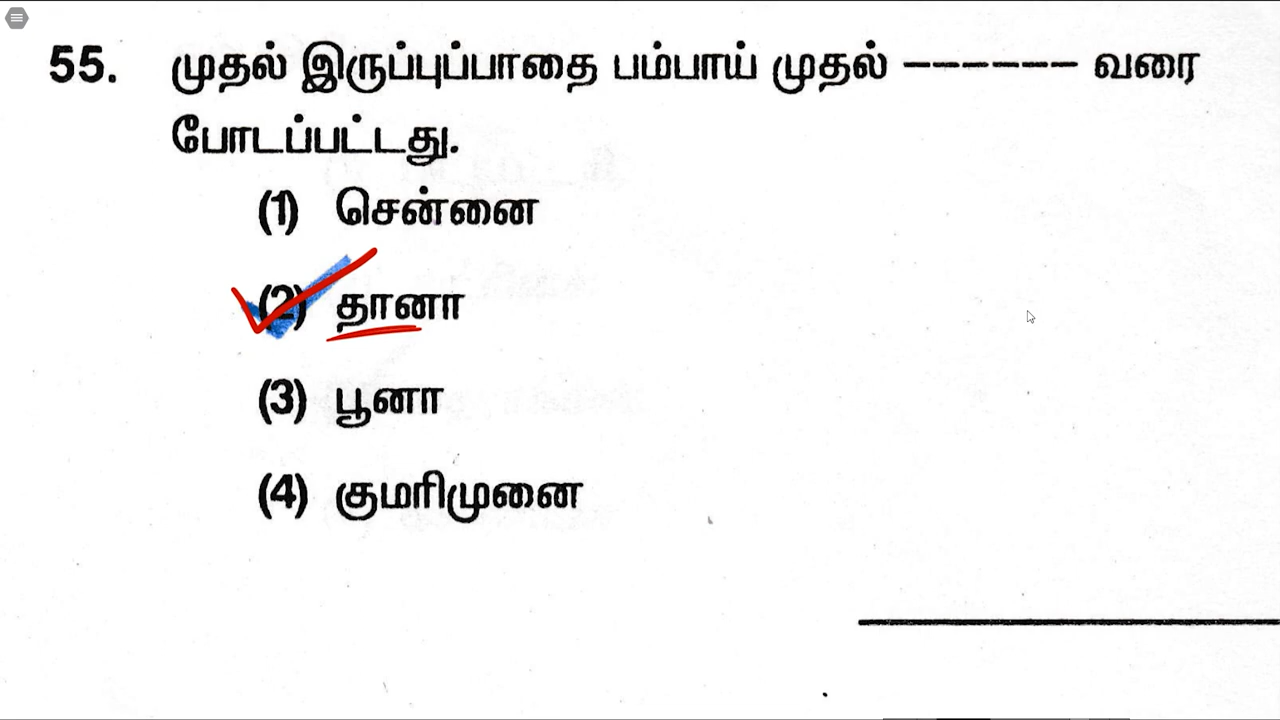 55. முதல் இருப்புப்பாதை பம்பாய் முதல் ------ வரை
போடப்பட்டது.
(1) சென்னை
(2) தானா
(3) பூனா
(4) குமரிமுனை